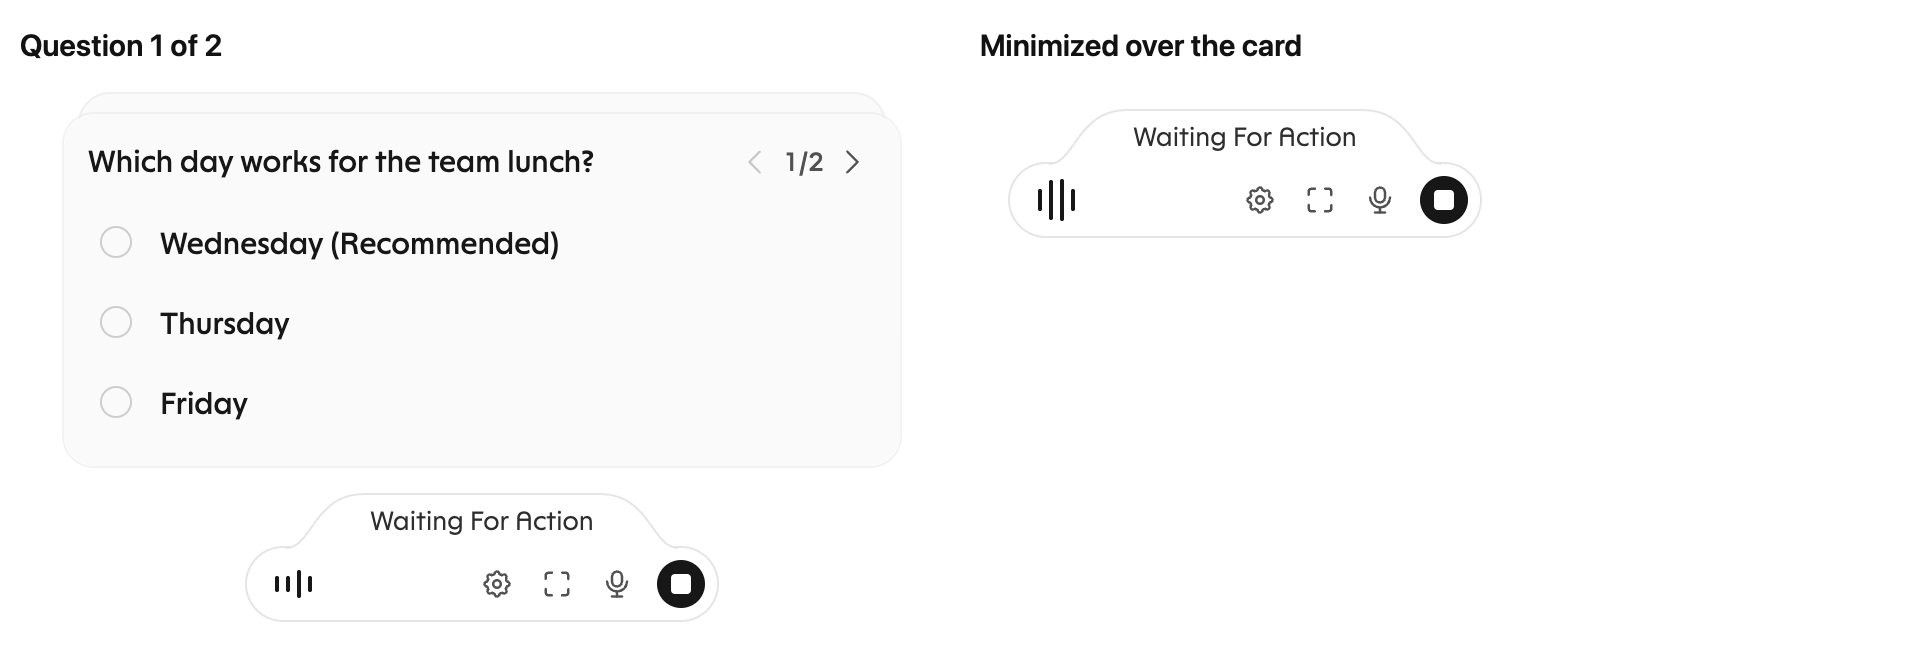 Question 1 of 2
Which day works for the team lunch?
1/2
Wednesday (Recommended)
Thursday
Friday
Waiting For Action
Minimized over the card
Waiting For Action